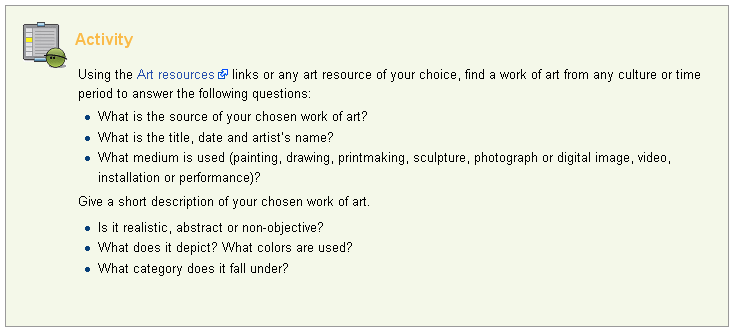 Activity
Using the Art resources links or any art resource of your choice, find a work of art from any culture or time
period to answer the following questions:
What is the source of your chosen work of art?
What is the title, date and artist's name?
What medium is used (painting, drawing, printmaking, sculpture, photograph or digital image, video,
installation or performance)?
Give a short description of your chosen work of art.
Is it realistic, abstract or non-objective?
What does it depict? What colors are used?
What category does it fall under?